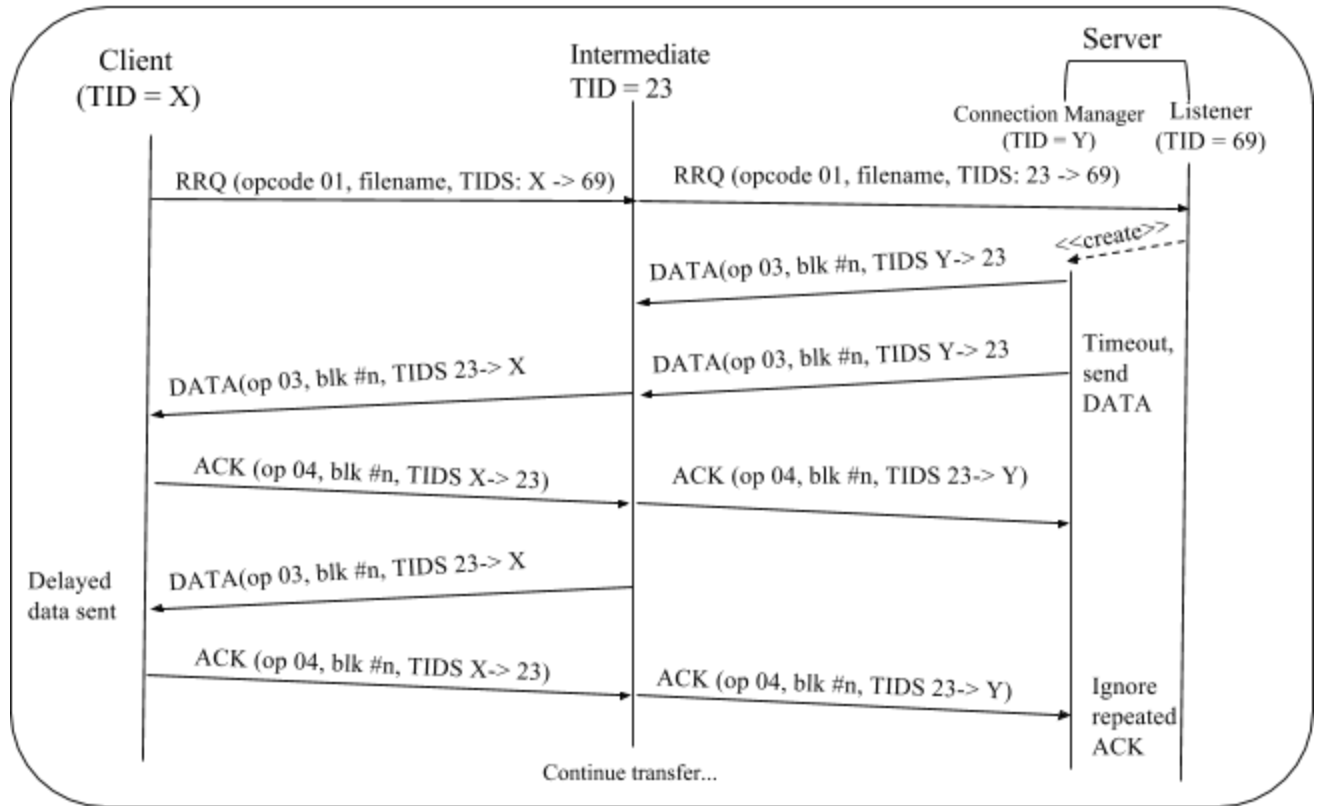 Server
Client
(TID = X)
Intermediate
TID = 23
Connection Manager
(TID = Y)
Listener
(TID = 69)
RRQ (opcode 01, filename, TIDS: X -> 69)
RRQ (opcode 01, filename, TIDS: 23 -> 69)
<<create>>
DATA(op 03, blk #n, TIDS Y-> 23
DATA(op 03, blk #n, TIDS Y-> 23
Timeout,
send
DATA
DATA(op 03, blk #n, TIDS 23-> X
ACK (op 04, blk #n, TIDS X-> 23)
ACK (op 04, blk #n, TIDS 23-> Y)
Delayed
data sent
DATA(op 03, blk #n, TIDS 23-> X
ACK (op 04, blk #n, TIDS X-> 23)
ACK (op 04, blk #n, TIDS 23-> Y)
Ignore
repeated
ACK
Continue transfer...